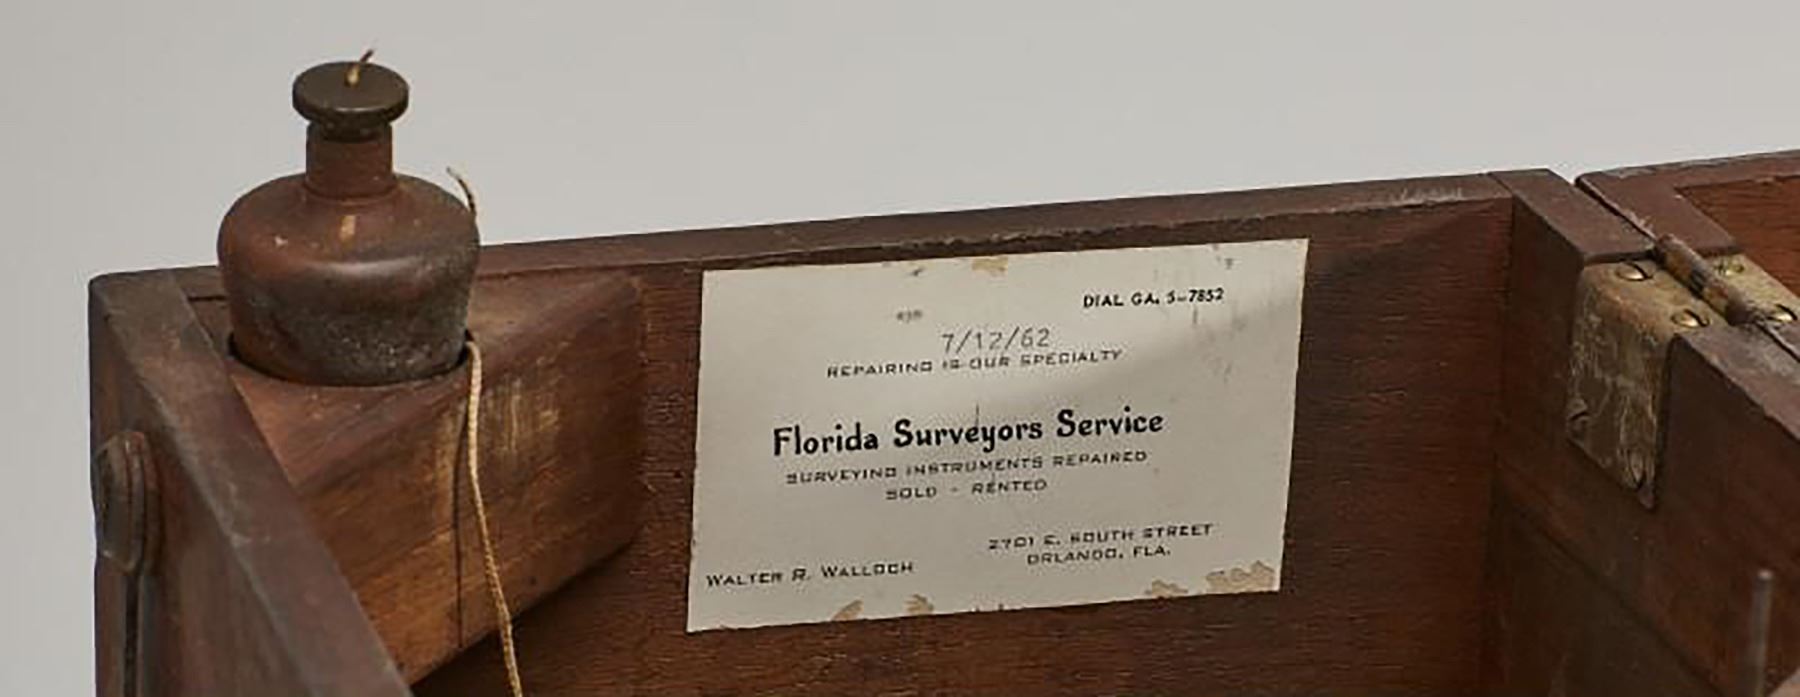 DIAL GA. 5-7852
7/12/62
REPAIRING IS OUR SPECIALTY
Florida Surveyors Service
SURVEYING INSTRUMENTS REPAIRED
SOLD - RENTED
2701 E. SOUTH STREET
ORLANDO, FLA.
WALTER R. WALLOCH